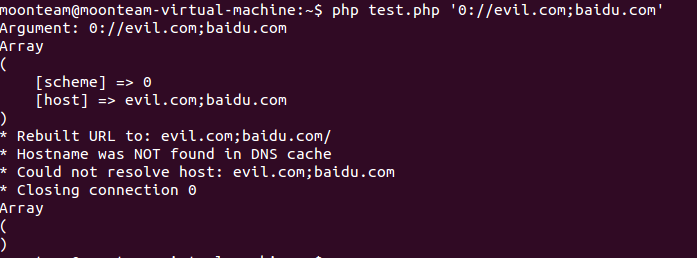 moonteam@moonteam-virtual-machine:~$ php test.php '0://evil.com;baidu.com'
Argument: 0://evil.com;baidu.com
Array
(
    [scheme] => 0
    [host] => evil.com;baidu.com
)
* Rebuilt URL to: evil.com;baidu.com/
* Hostname was NOT found in DNS cache
* Could not resolve host: evil.com;baidu.com
* Closing connection 0
Array
(
)